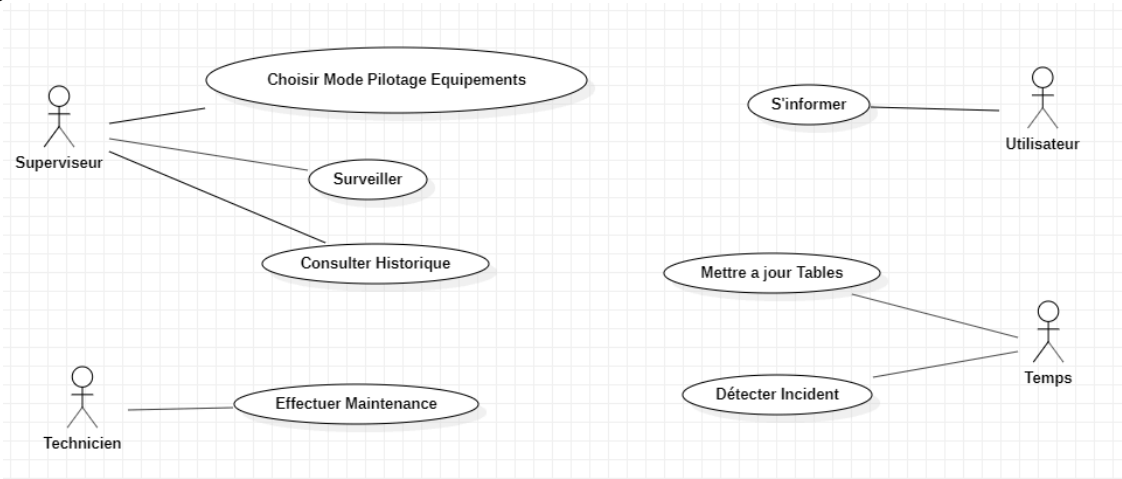 Choisir Mode Pilotage Equipements
S'informer
Utilisateur
Superviseur
Surveiller
Consulter Historique
Mettre a jour Tables
Temps
Détecter Incident
Effectuer Maintenance
Technicien